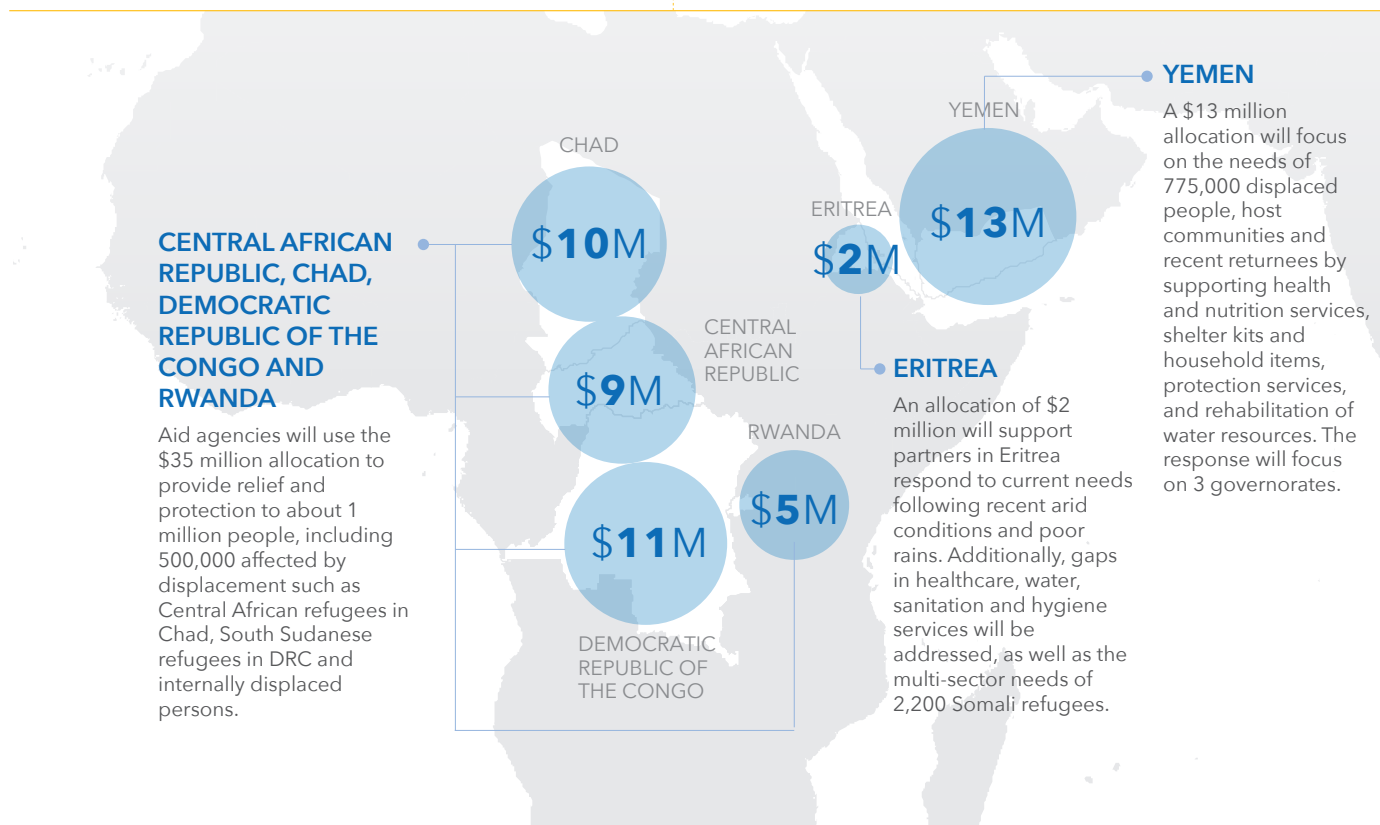 CENTRAL AFRICAN
REPUBLIC, CHAD,
DEMOCRATIC
REPUBLIC OF THE
CONGO AND
RWANDA
Aid agencies will use the
$35 million allocation to
provide relief and
protection to about 1
million people, including
500,000 affected by
displacement such as
Central African refugees in
Chad, South Sudanese
refugees in DRC and
internally displaced
persons.
CHAD
$10M
$9M
CENTRAL
AFRICAN
REPUBLIC
$11M
DEMOCRATIC
REPUBLIC OF
THE CONGO
RWANDA
$5M
ERITREA
$2M
ERITREA
An allocation of $2
million will support
partners in Eritrea
respond to current needs
following recent arid
conditions and poor
rains. Additionally, gaps
in healthcare, water,
sanitation and hygiene
services will be
addressed, as well as the
multi-sector needs of
2,200 Somali refugees.
YEMEN
$13M
YEMEN
A $13 million
allocation will focus
on the needs of
775,000 displaced
people, host
communities and
recent returnees by
supporting health
and nutrition services,
shelter kits and
household items,
protection services,
and rehabilitation of
water resources. The
response will focus
on 3 governorates.